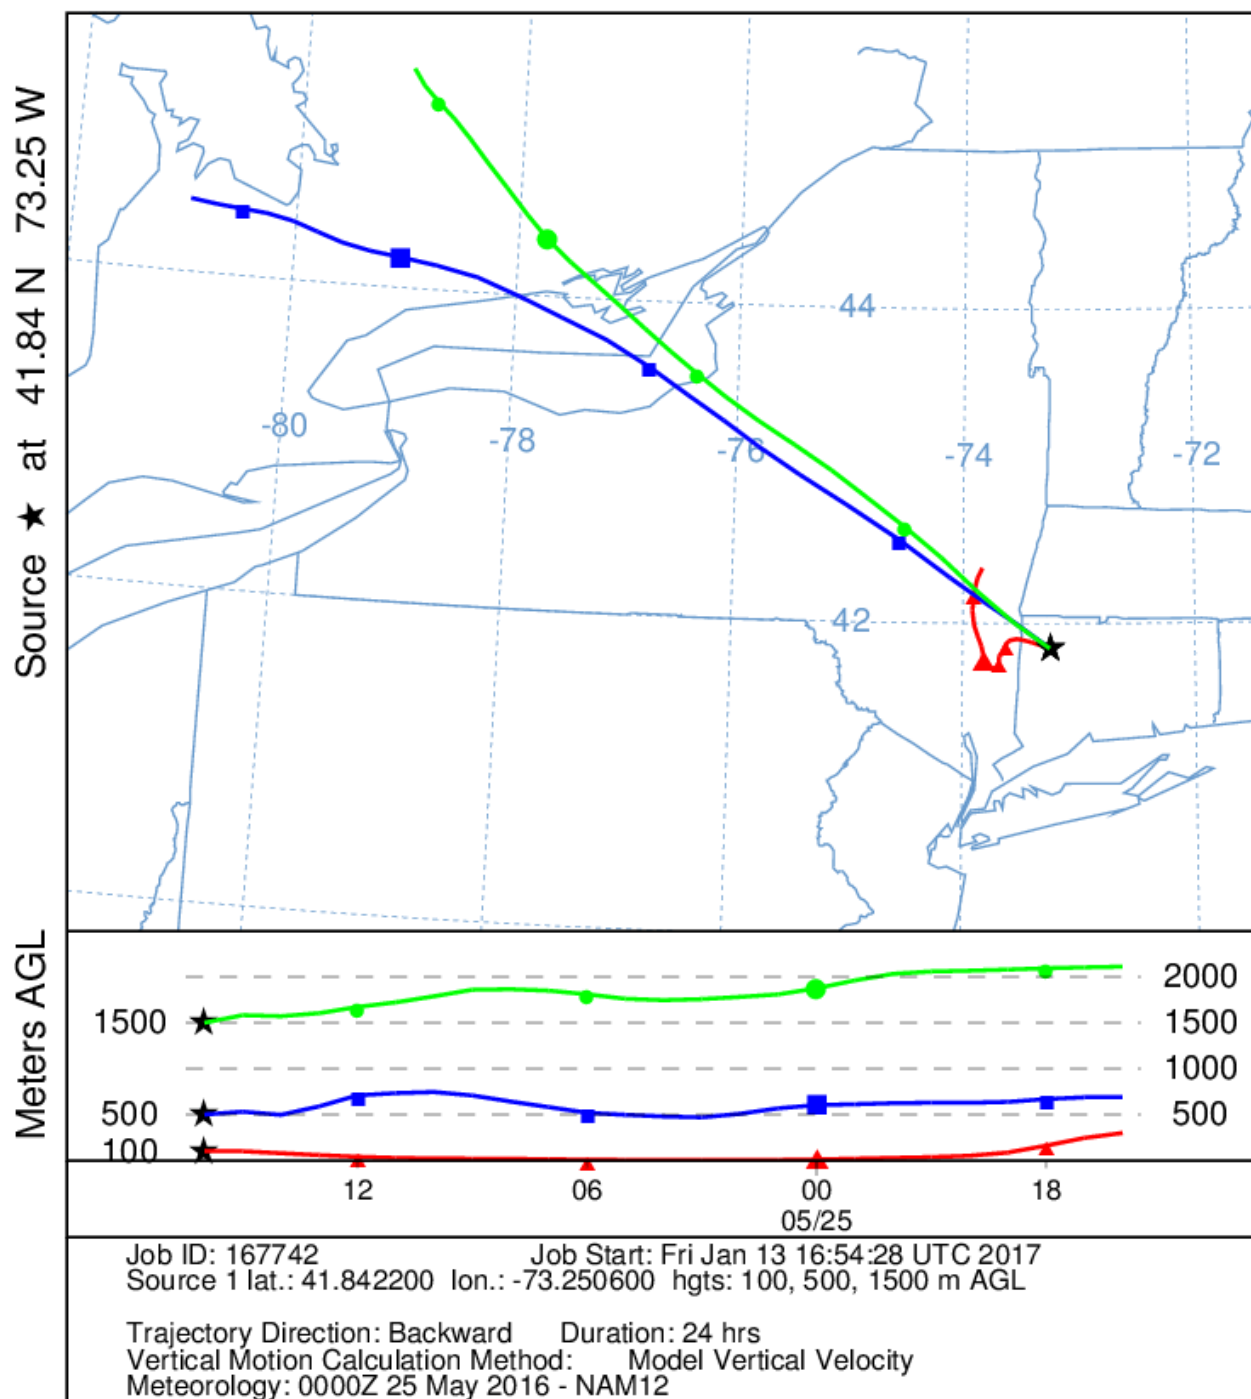 Source ★ at 41.84 N 73.25 W
44
-80
-78
-76
-74
-72
42
Meters AGL
2000
1500
1500
1000
500
500
100
12
06
00
18
05/25
Job ID: 167742 Job Start: Fri Jan 13 16:54:28 UTC 2017
Source 1 lat.: 41.842200 lon.: -73.250600 hgts: 100, 500, 1500 m AGL
Trajectory Direction: Backward Duration: 24 hrs
Vertical Motion Calculation Method: Model Vertical Velocity
Meteorology: 0000Z 25 May 2016 - NAM12